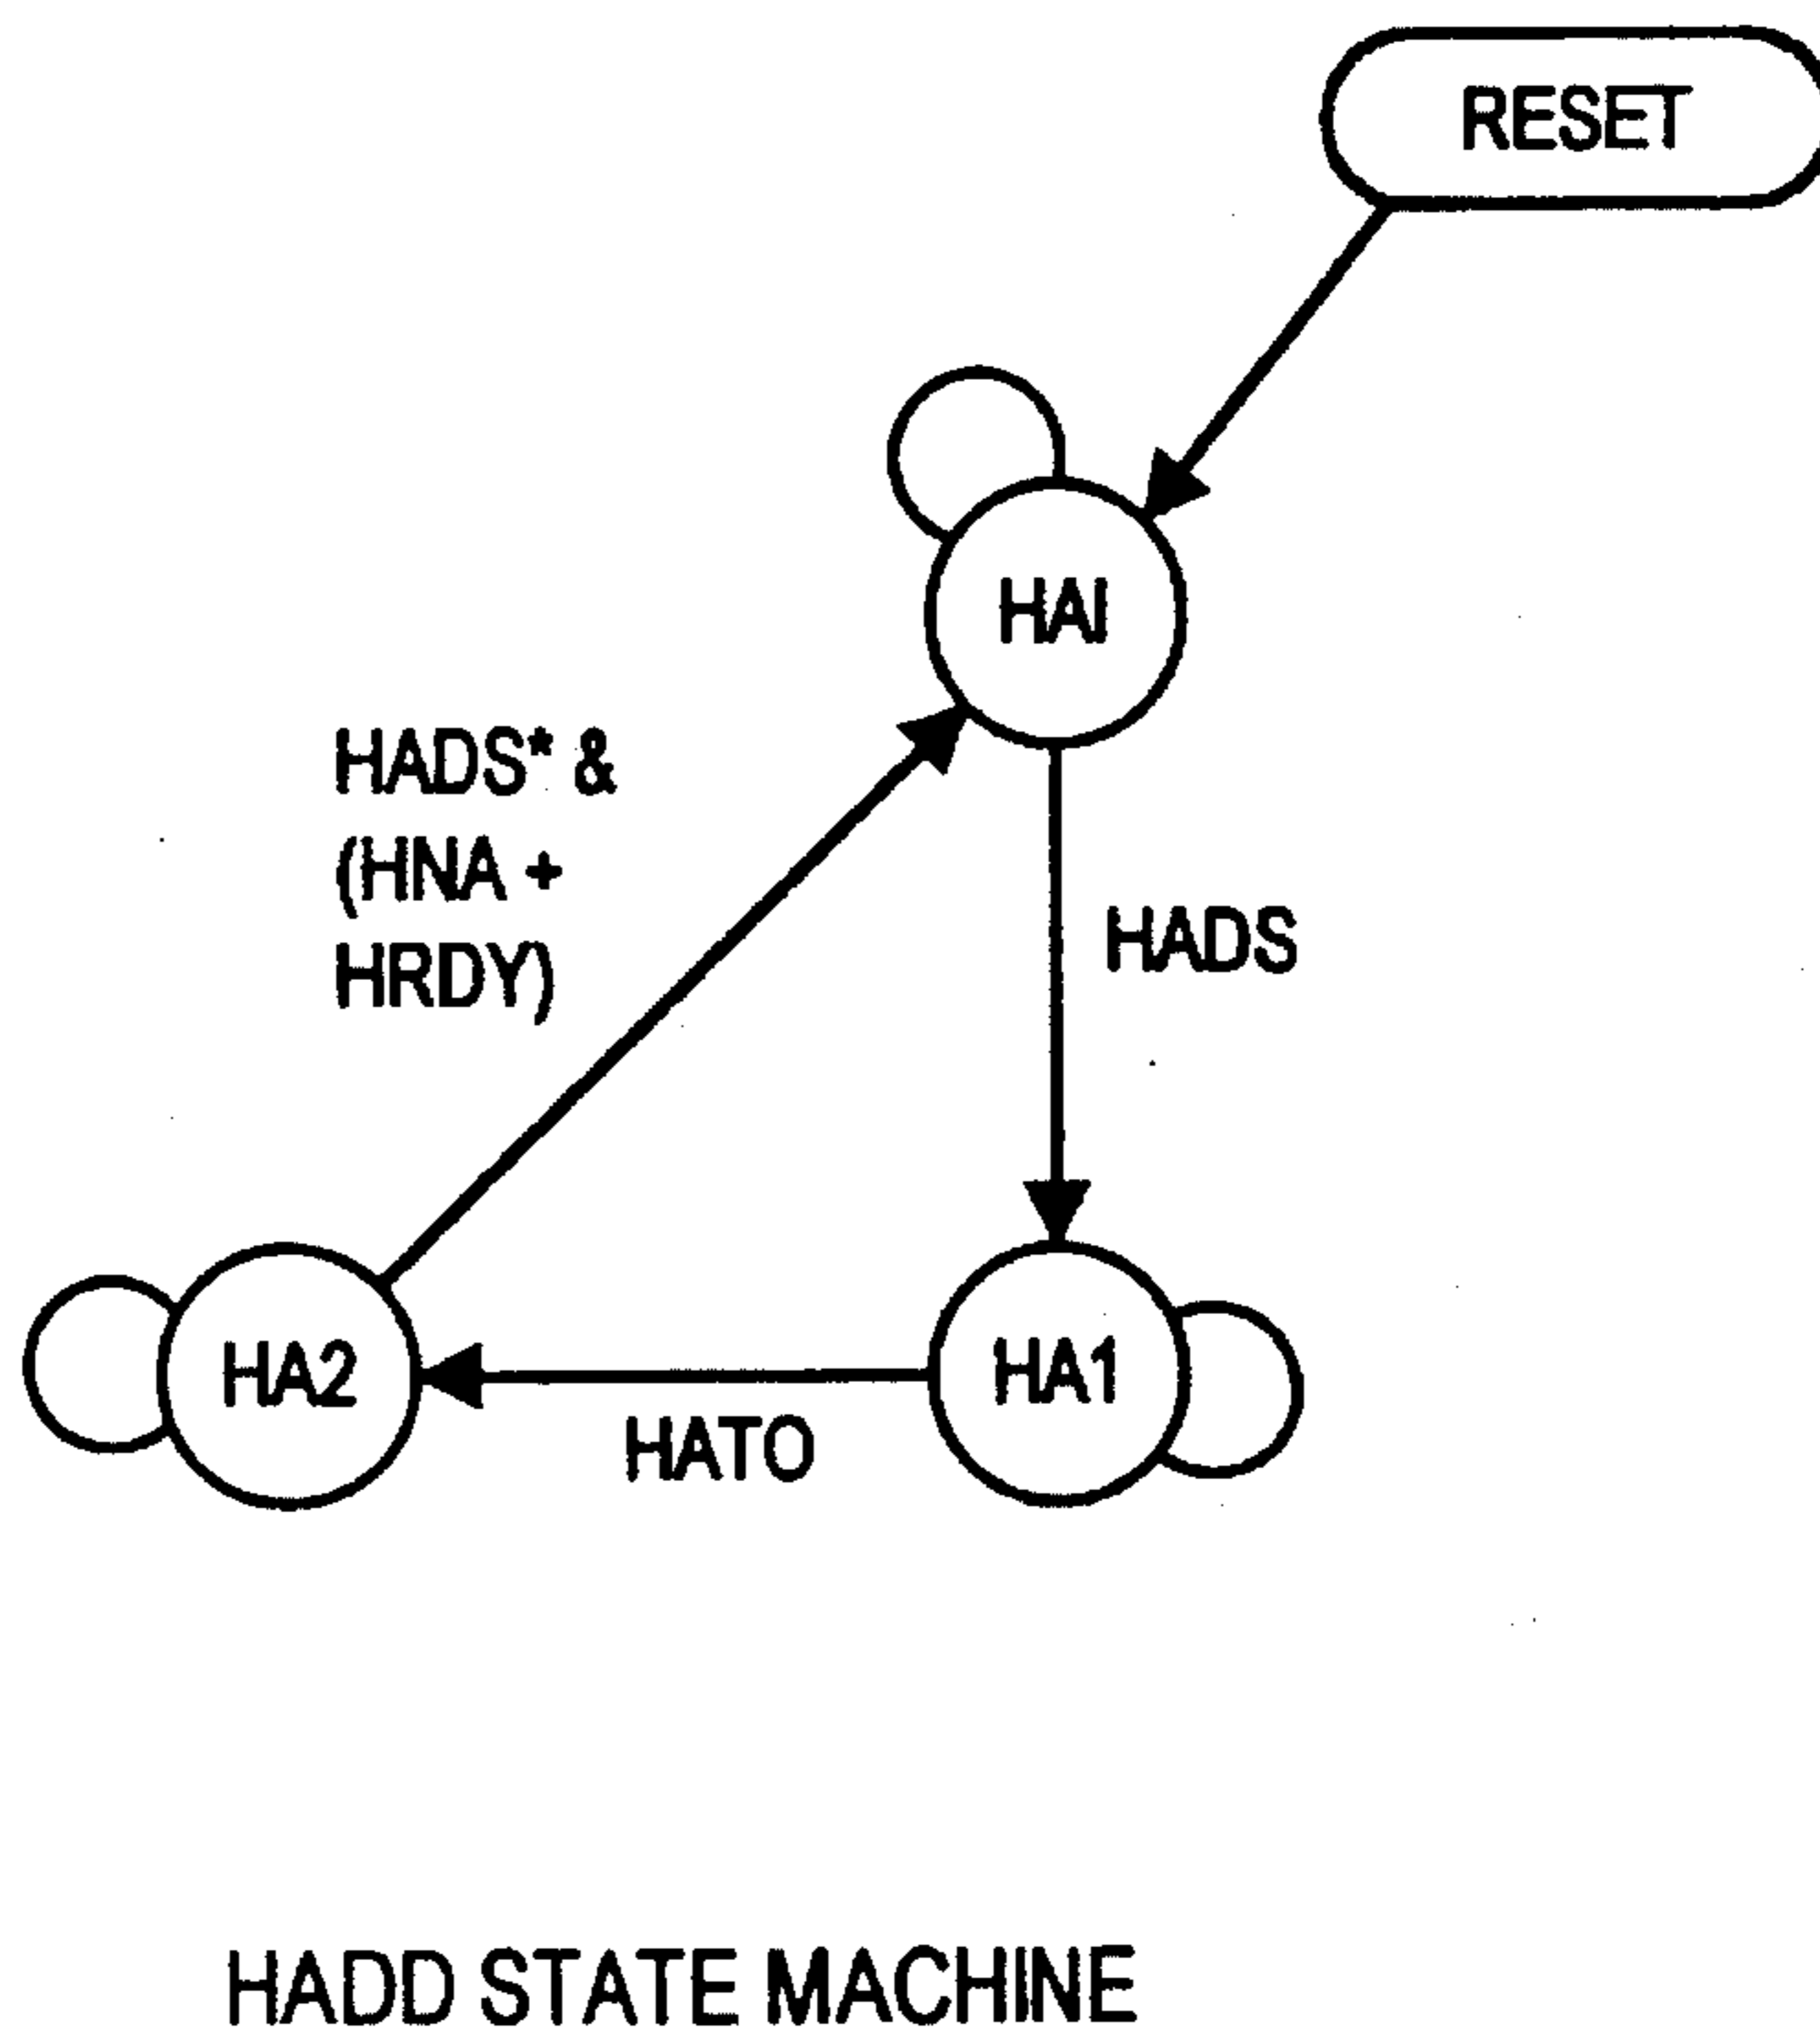 RESET
HAI
HADS* &
(HNA +
HRDY)
HADS
HA2
HA1
HATO
HADD STATE MACHINE